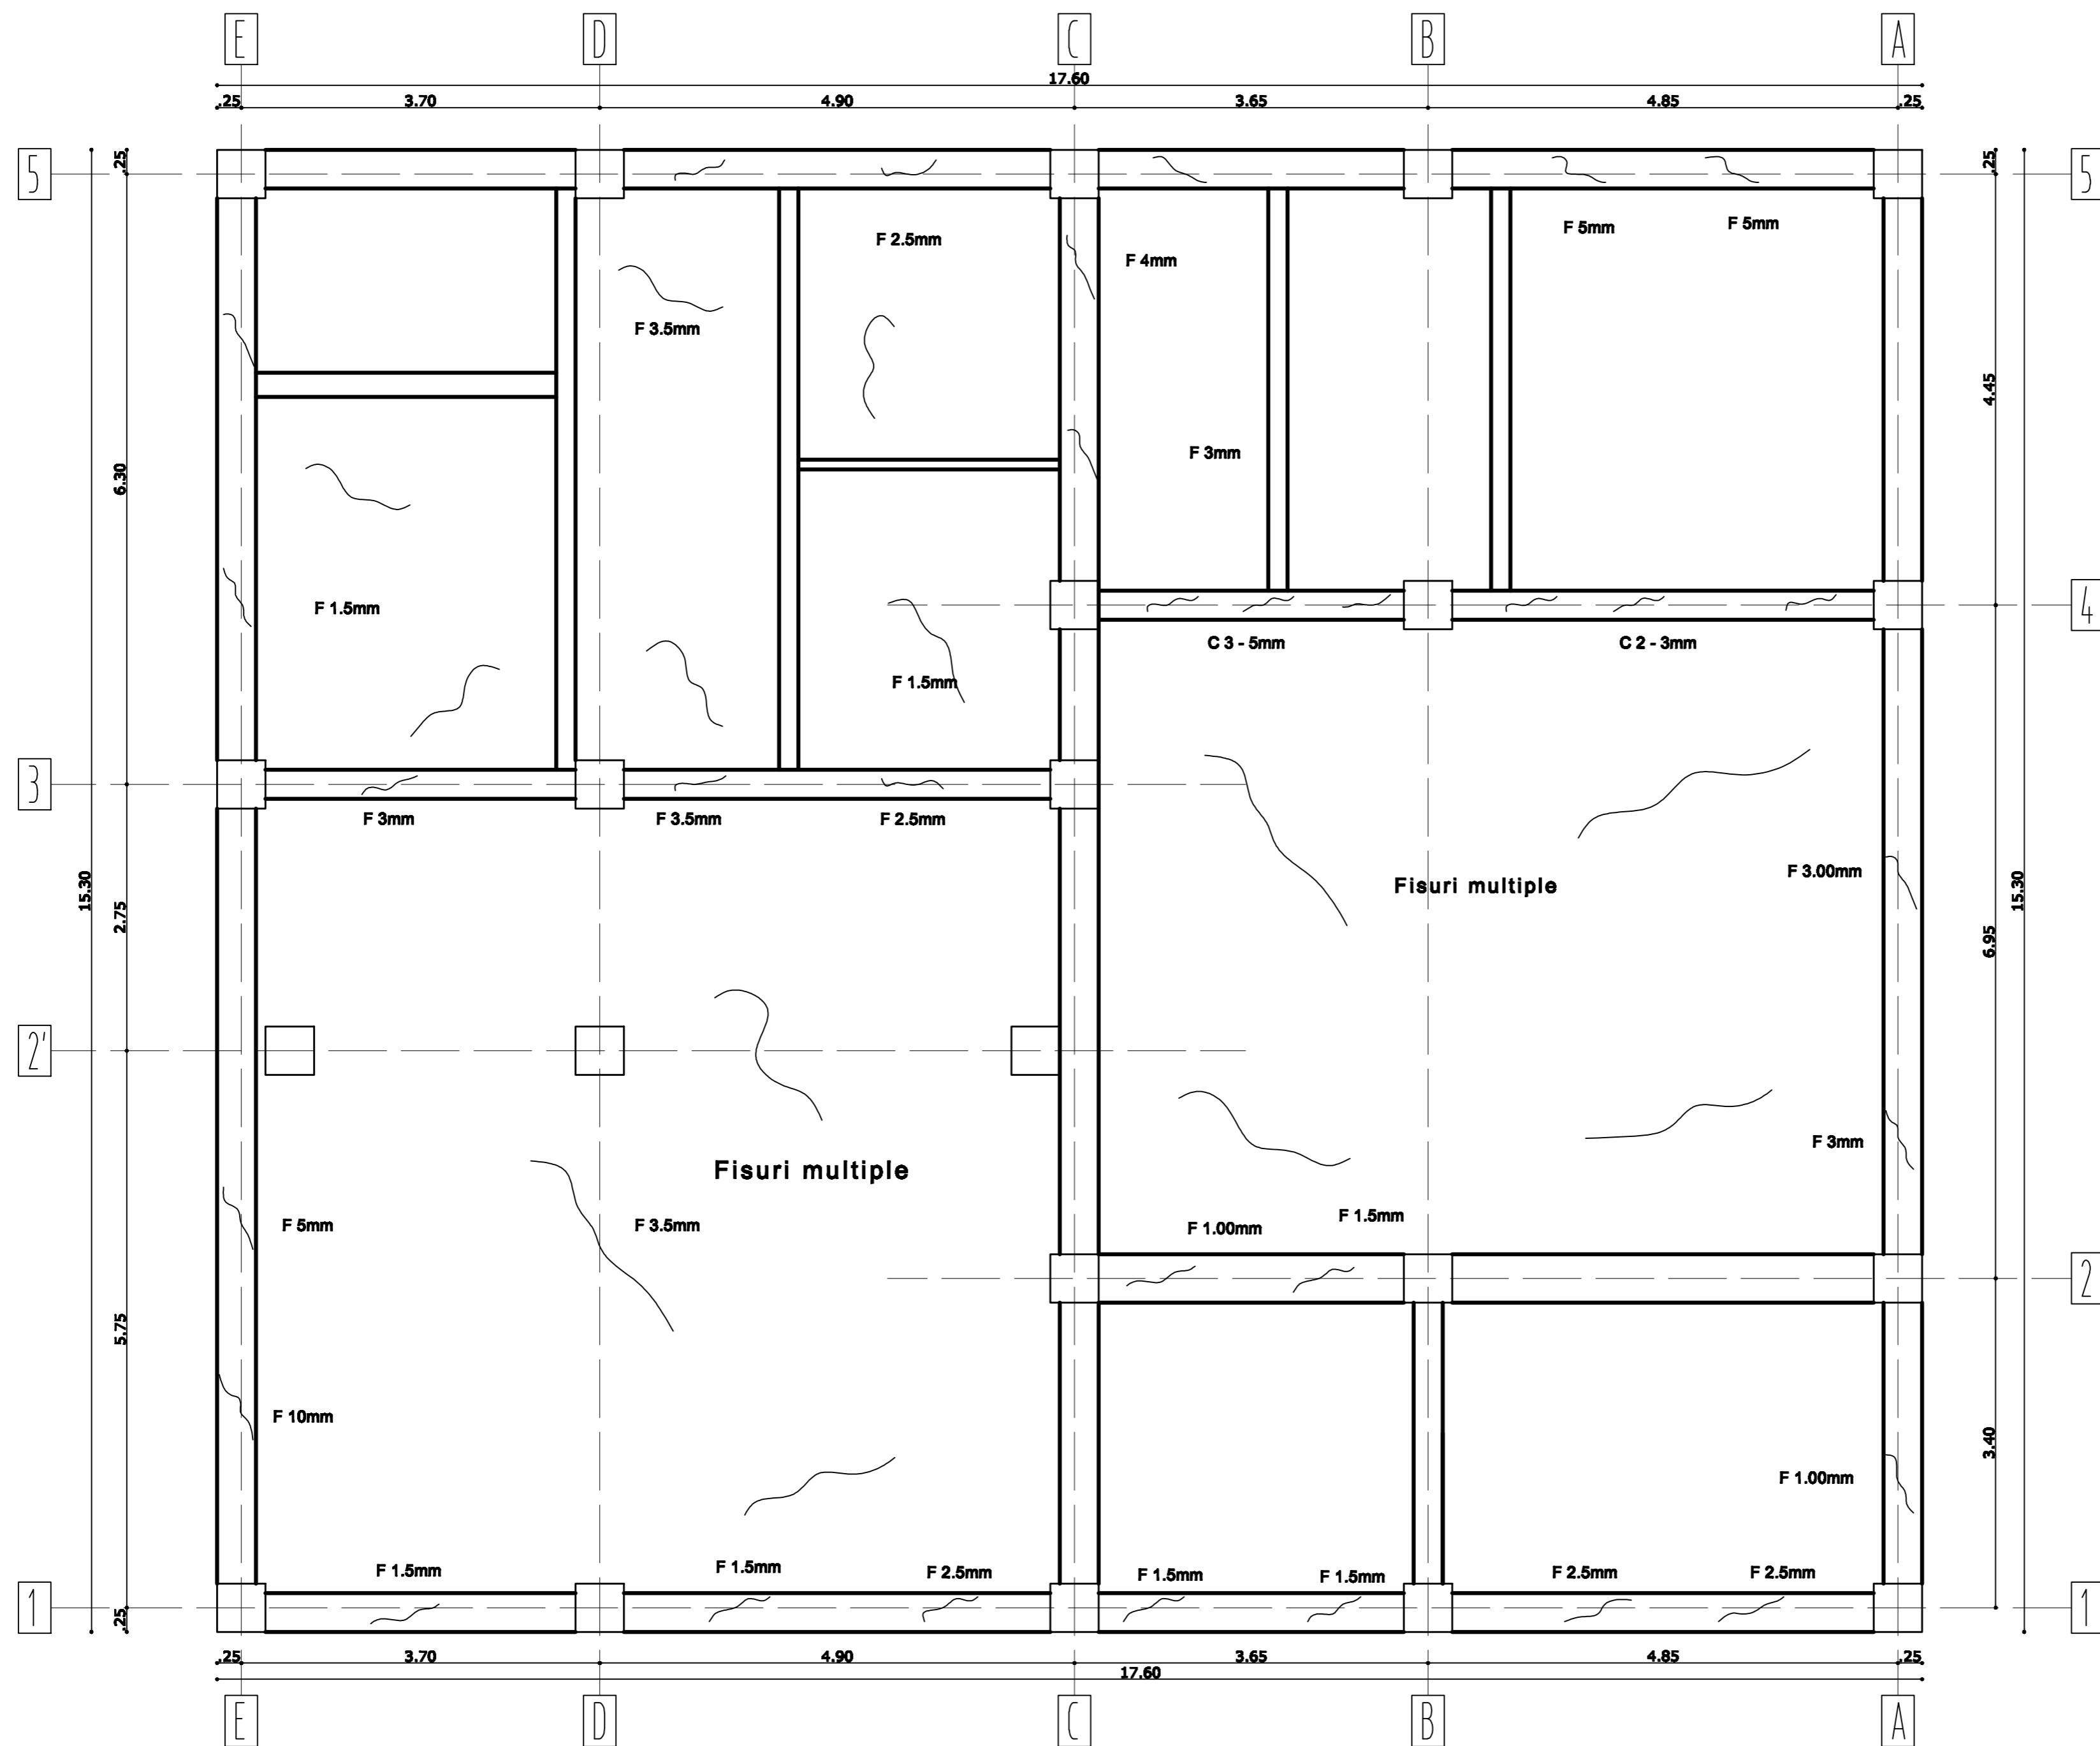 E D C B A
17.60
.25 3.70 4.90 3.65 4.85 .25
5 .25 .25 5
F 5mm F 5mm
F 2.5mm
F 4mm
F 3.5mm
4.45
F 3mm
6.30
4
F 1.5mm
C 3 - 5mm C 2 - 3mm
F 1.5mm
3
F 3mm F 3.5mm F 2.5mm
F 3.00mm
Fisuri multiple
15.30 15.30
2.75
6.95
2'
F 3mm
Fisuri multiple
F 1.5mm
F 5mm F 3.5mm F 1.00mm
2
5.75
F 10mm
3.40
F 1.00mm
F 1.5mm F 1.5mm F 2.5mm F 1.5mm F 1.5mm F 2.5mm F 2.5mm
1 .25 1
.25 3.70 4.90 3.65 4.85 .25
17.60
E D C B A